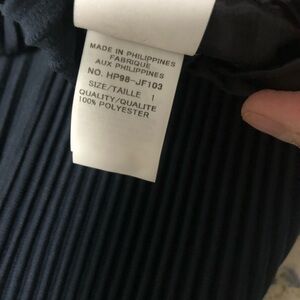 MADE IN PHILIPPINES
FABRIQUE
AUX PHILIPPINES
NO. HP98-JF103
SIZE/TAILLE 1
QUALITY/QUALITE
100% POLYESTER